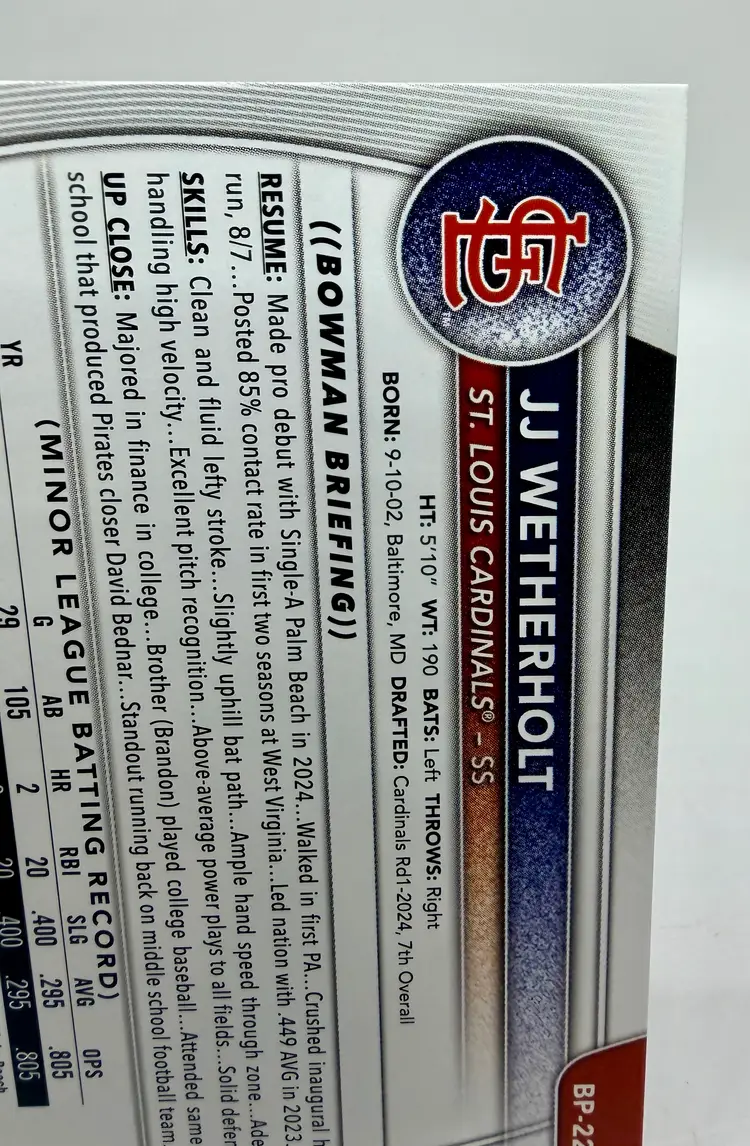 BP-22
JJ WETHERHOLT
ST. LOUIS CARDINALS® – SS
HT: 5'10" WT: 190 BATS: Left THROWS: Right
BORN: 9-10-02, Baltimore, MD DRAFTED: Cardinals Rd1-2024, 7th Overall
((BOWMAN BRIEFING))
RESUME: Made pro debut with Single-A Palm Beach in 2024...Walked in first PA...Crushed inaugural
run, 8/7...Posted 85% contact rate in first two seasons at West Virginia...Led nation with .449 AVG in 2023.
SKILLS: Clean and fluid lefty stroke...Slightly uphill bat path...Ample hand speed through zone...
handling high velocity...Excellent pitch recognition...Above-average power plays to all fields...Solid
UP CLOSE: Majored in finance in college...Brother (Brandon) played college baseball...Attended same
school that produced Pirates closer David Bednar...Standout running back on middle school football team.
(MINOR LEAGUE BATTING RECORD)
YR G AB HR RBI SLG AVG OPS
29 105 2 20 .400 .295 .805
20 .400 .295 .805